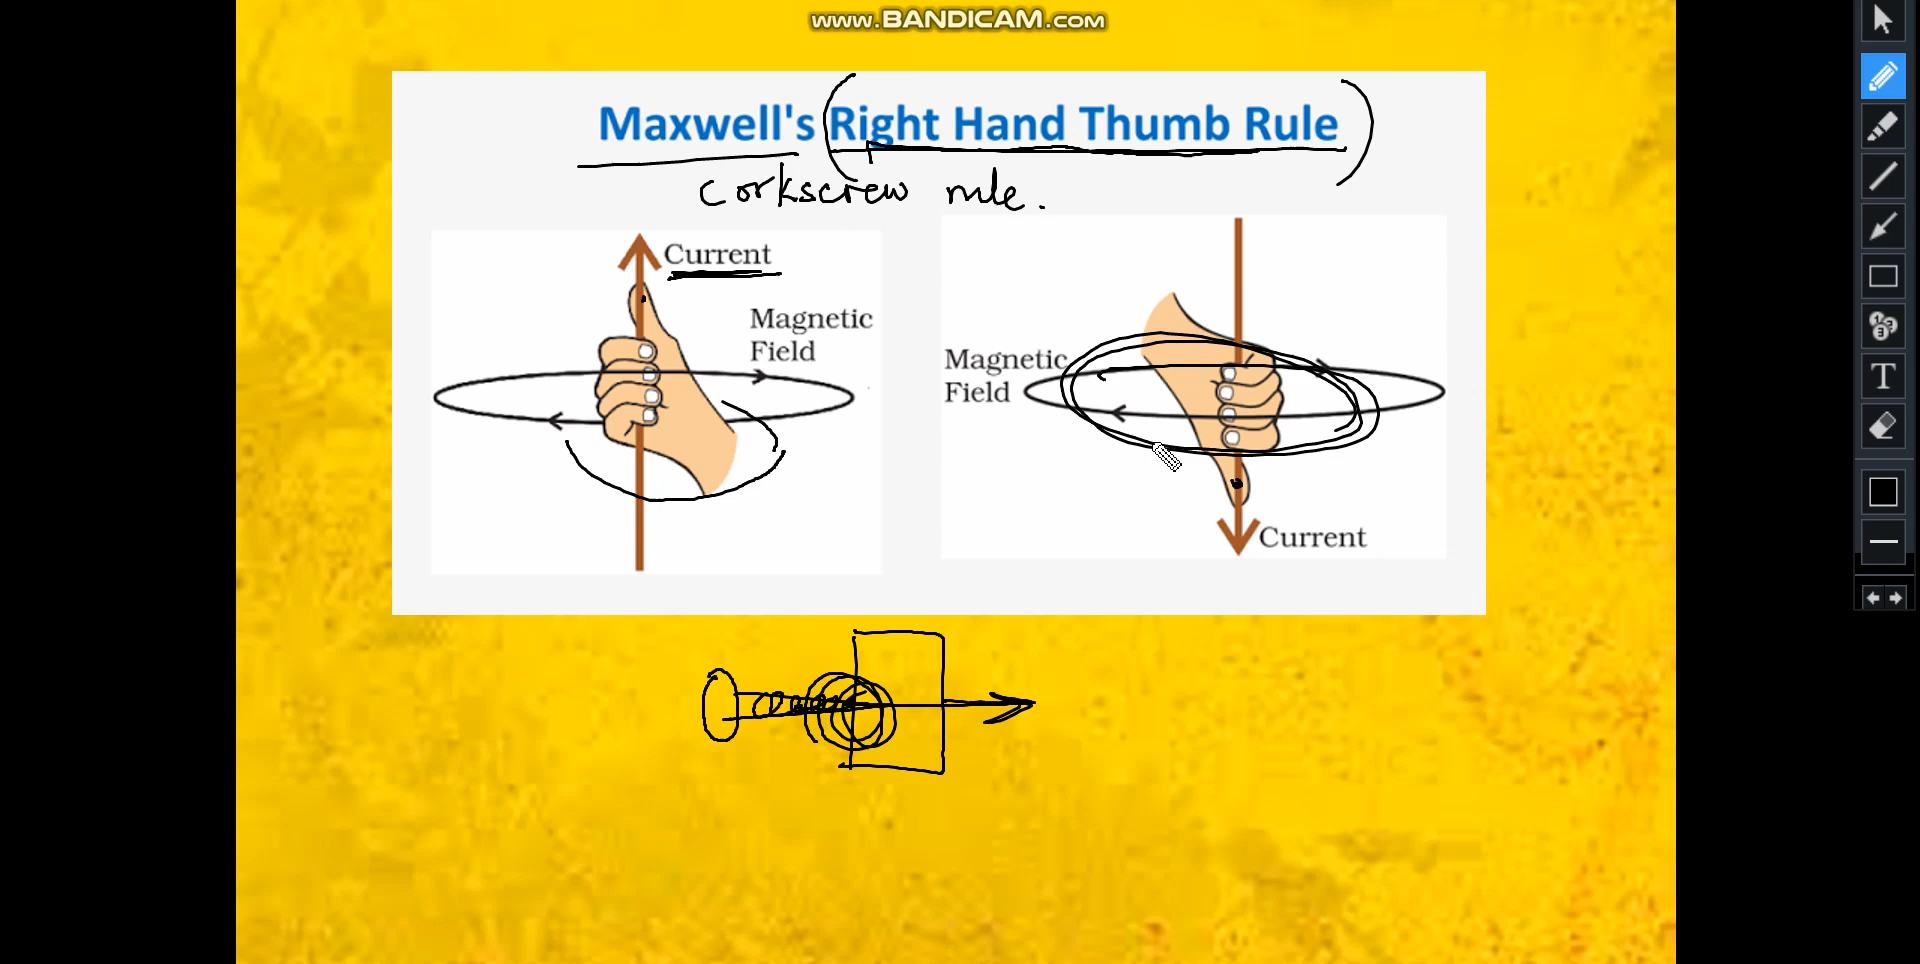 www.BANDICAM.com
Maxwell's Right Hand Thumb Rule
corkscrew rule.
Current
Magnetic
Field
Magnetic
Field
Current